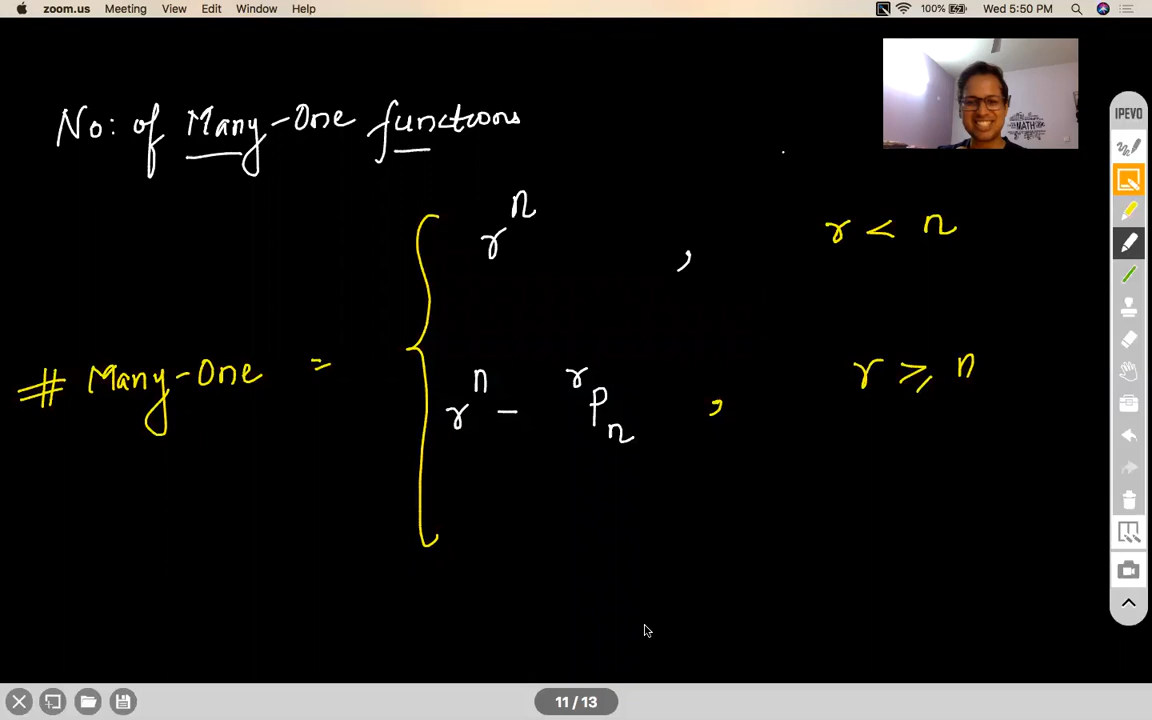 zoom.us Meeting View Edit Window Help 100% Wed 5:50 PM
MATH
IPEVO
No: of Many-One functions
r^n , r < n
# Many-One = { r^n - ^rP_n , r ⩾ n
11 / 13